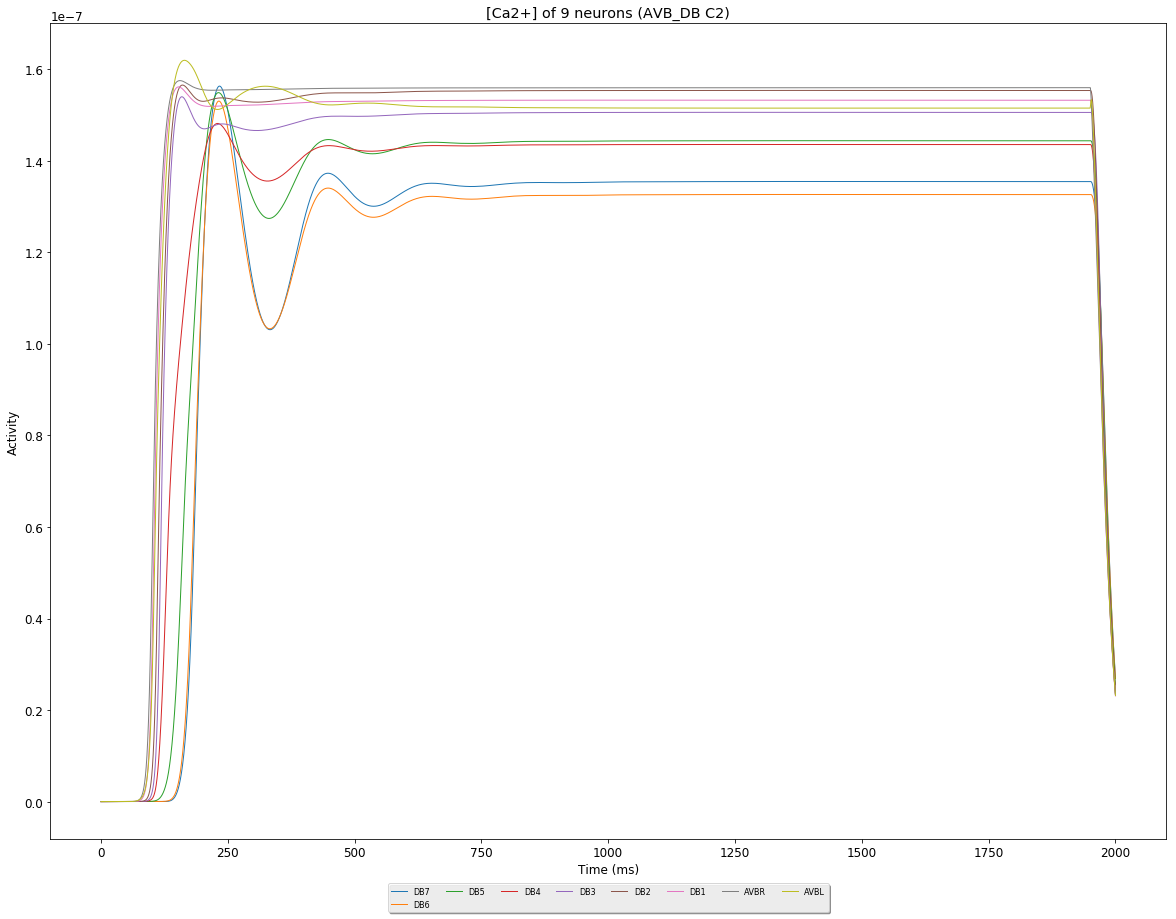 [Ca2+] of 9 neurons (AVB_DB C2)
1e−7
1.6
1.4
1.2
1.0
0.8
0.6
0.4
0.2
0.0
Activity
0 250 500 750 1000 1250 1500 1750 2000
Time (ms)
DB7 DB5 DB4 DB3 DB2 DB1 AVBR AVBL
DB6